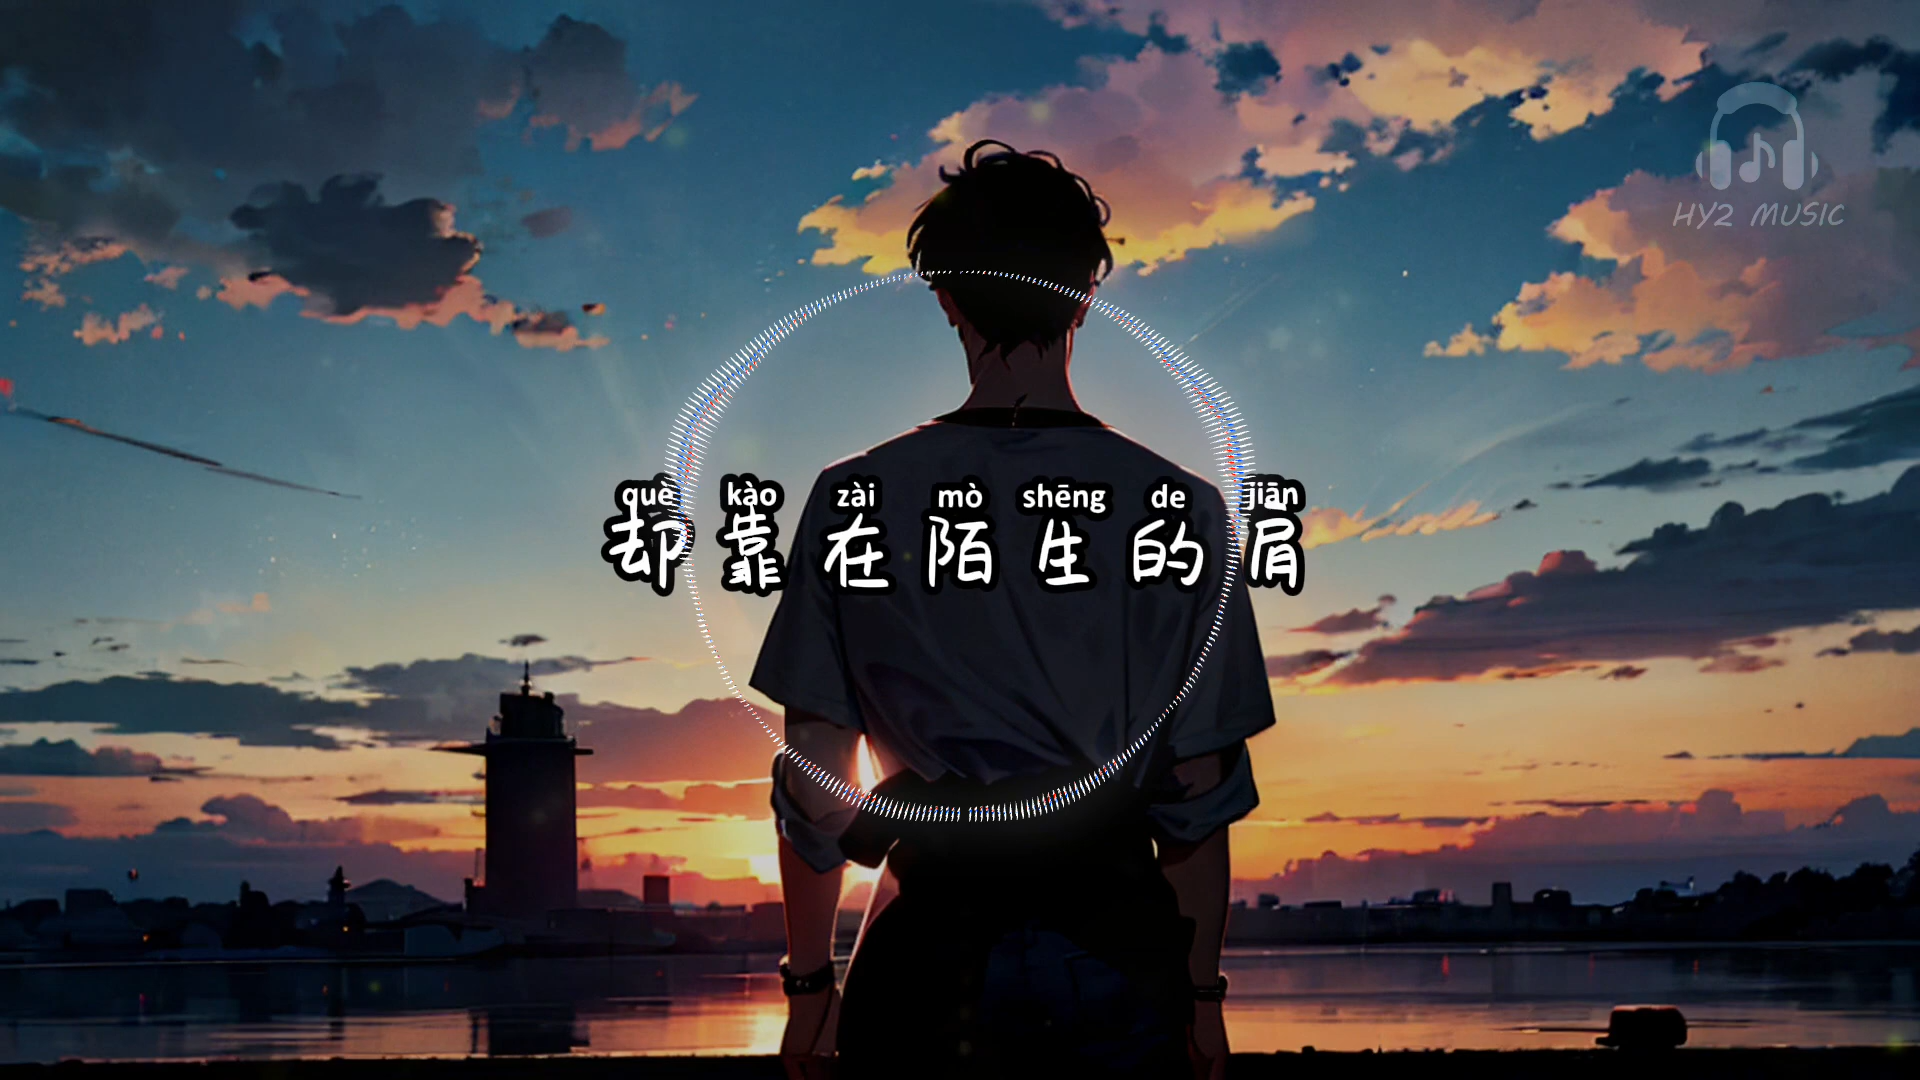 HY2 MUSIC
què kào zài mò shēng de jiān
却靠在陌生的肩